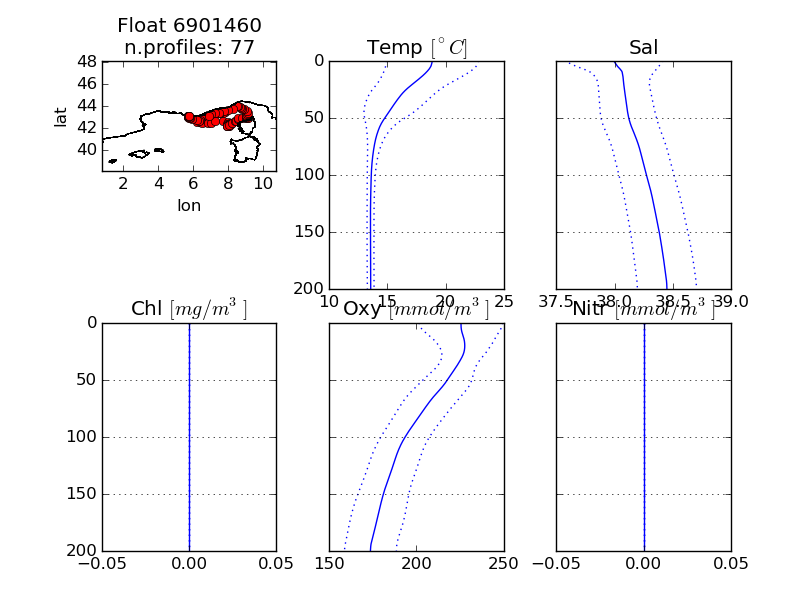 Float 6901460
n.profiles: 77
Temp [°C]
Sal
48
46
44
42
40
lat
2 4 6 8 10
lon
0
50
100
150
200
10 15 20 25
37.5 38.0 38.5 39.0
Chl [mg/m³]
Oxy [mmol/m³]
Nitr [mmol/m³]
0
50
100
150
200
−0.05 0.00 0.05
150 200 250
−0.05 0.00 0.05